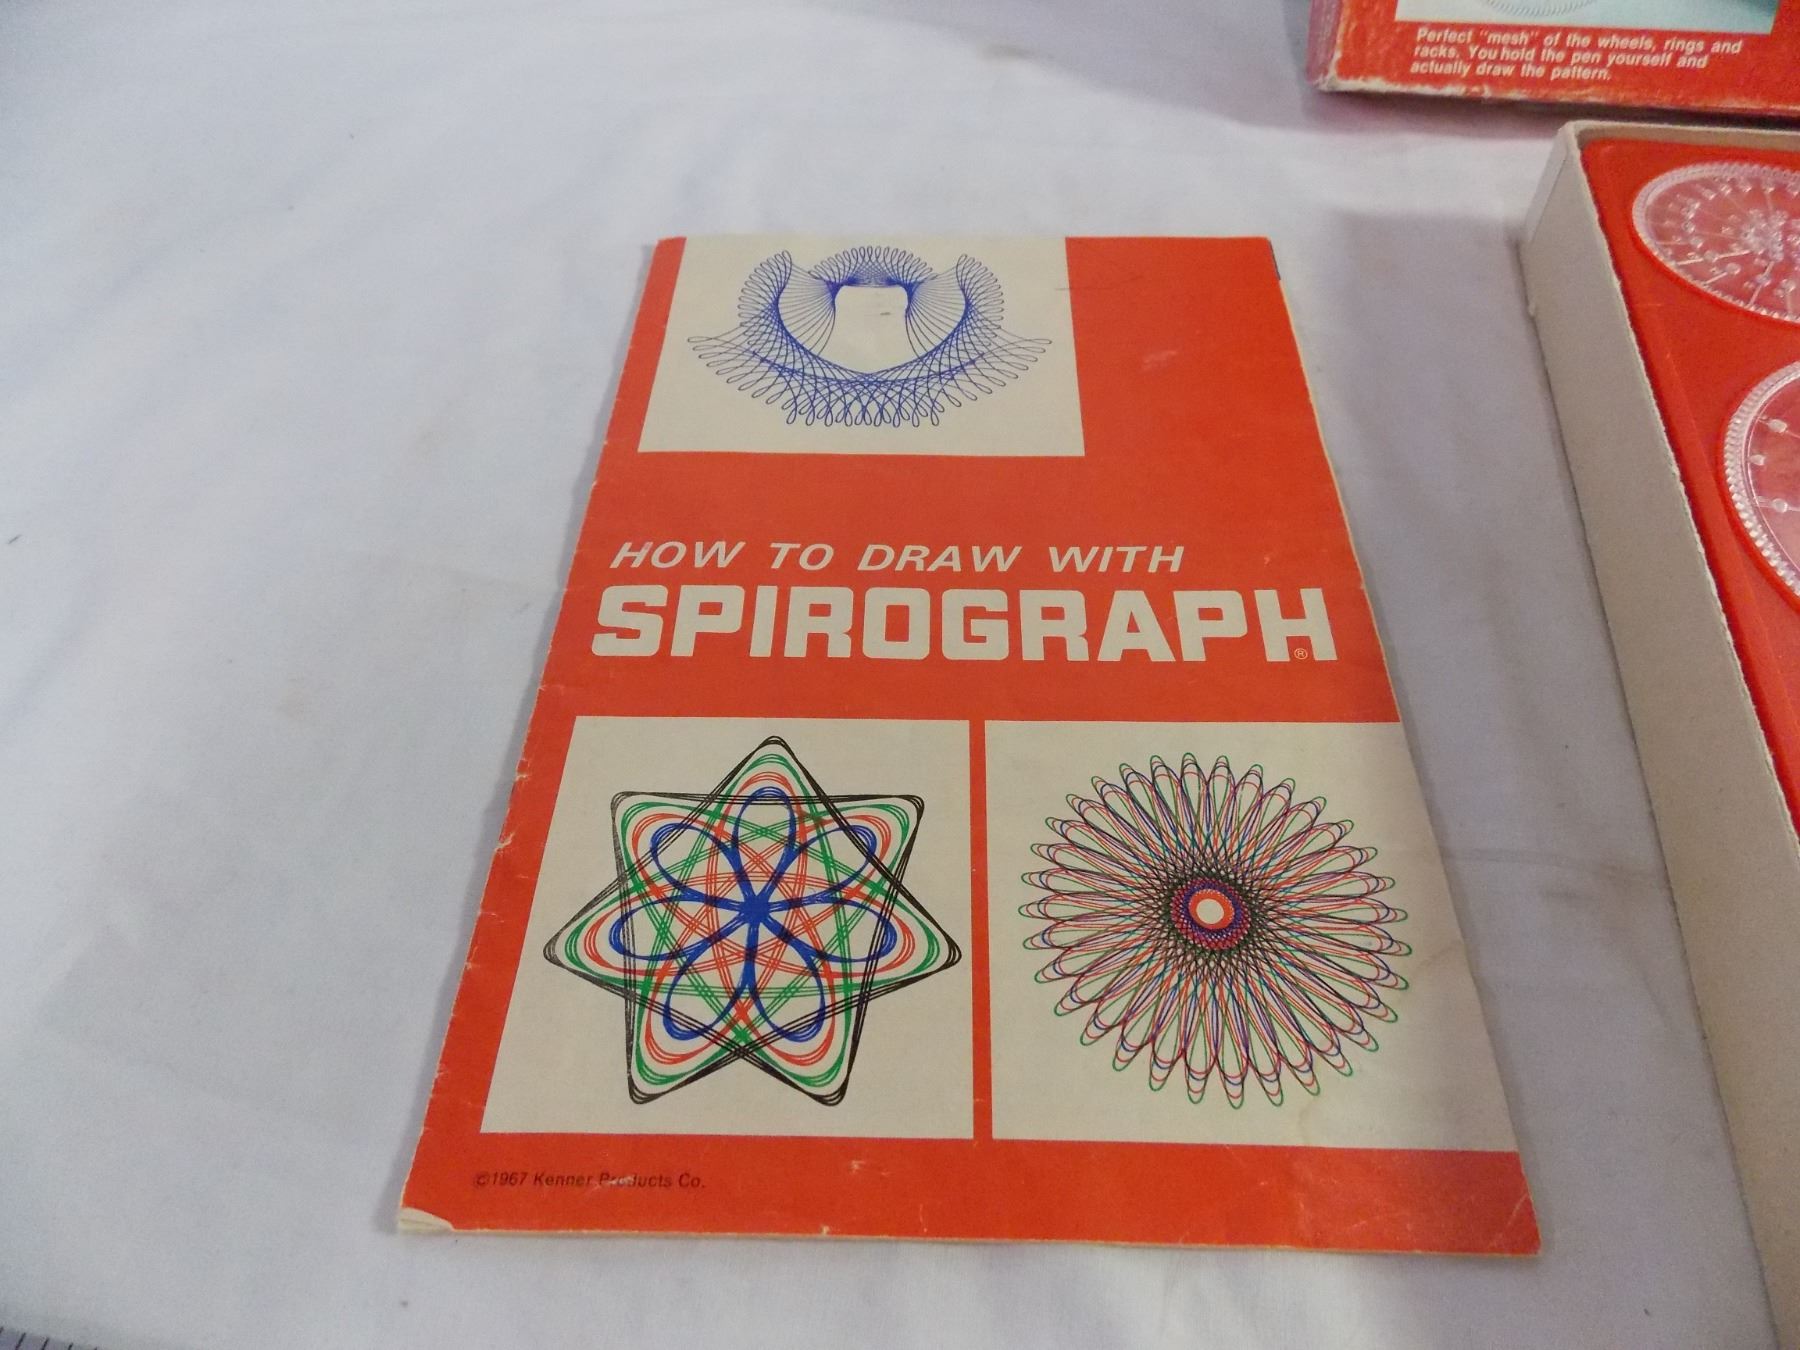 Perfect "mesh" of the wheels, rings and
racks. You hold the pen yourself and
actually draw the pattern.
HOW TO DRAW WITH
SPIROGRAPH®
©1967 Kenner Products Co.